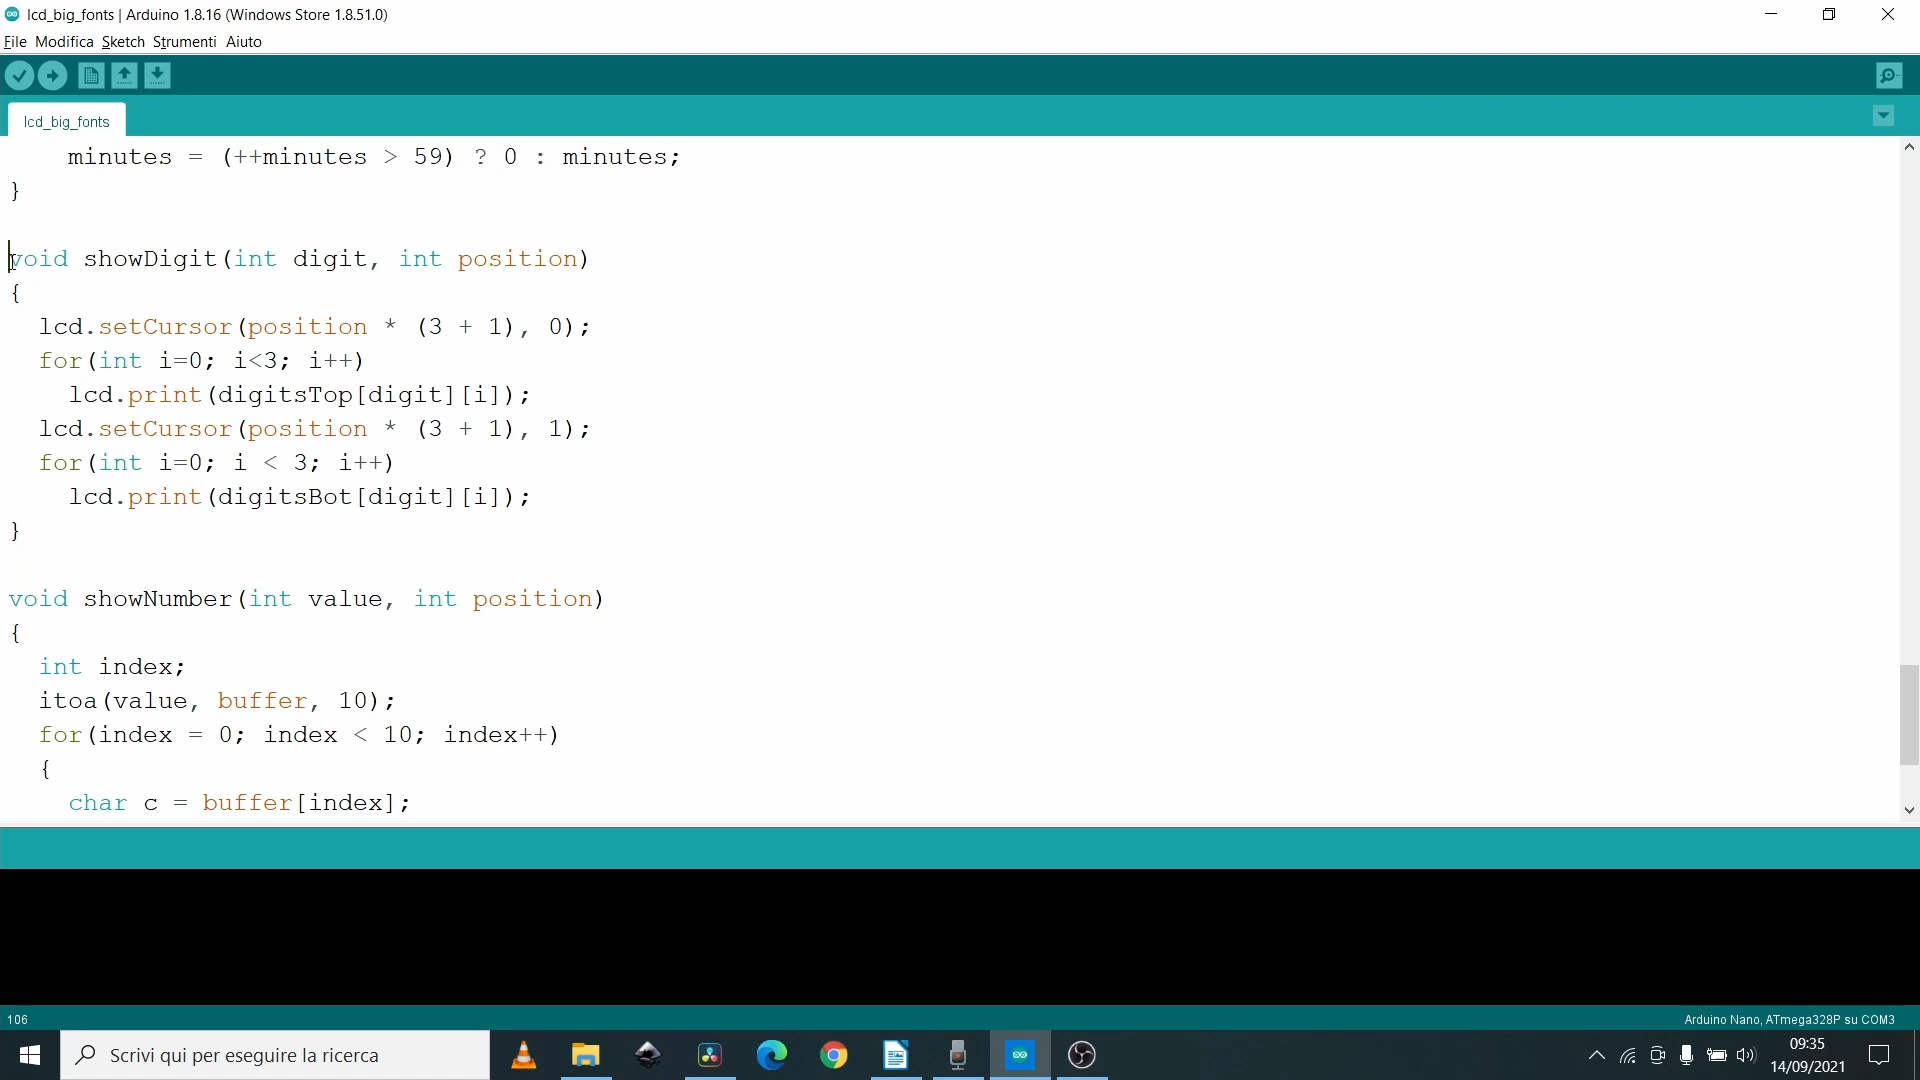 lcd_big_fonts | Arduino 1.8.16 (Windows Store 1.8.51.0)
File Modifica Sketch Strumenti Aiuto
lcd_big_fonts
minutes = (++minutes > 59) ? 0 : minutes;
}
void showDigit(int digit, int position)
{
lcd.setCursor(position * (3 + 1), 0);
for(int i=0; i<3; i++)
lcd.print(digitsTop[digit][i]);
lcd.setCursor(position * (3 + 1), 1);
for(int i=0; i < 3; i++)
lcd.print(digitsBot[digit][i]);
}
void showNumber(int value, int position)
{
int index;
itoa(value, buffer, 10);
for(index = 0; index < 10; index++)
{
char c = buffer[index];
106
Arduino Nano, ATmega328P su COM3
Scrivi qui per eseguire la ricerca
09:35
14/09/2021